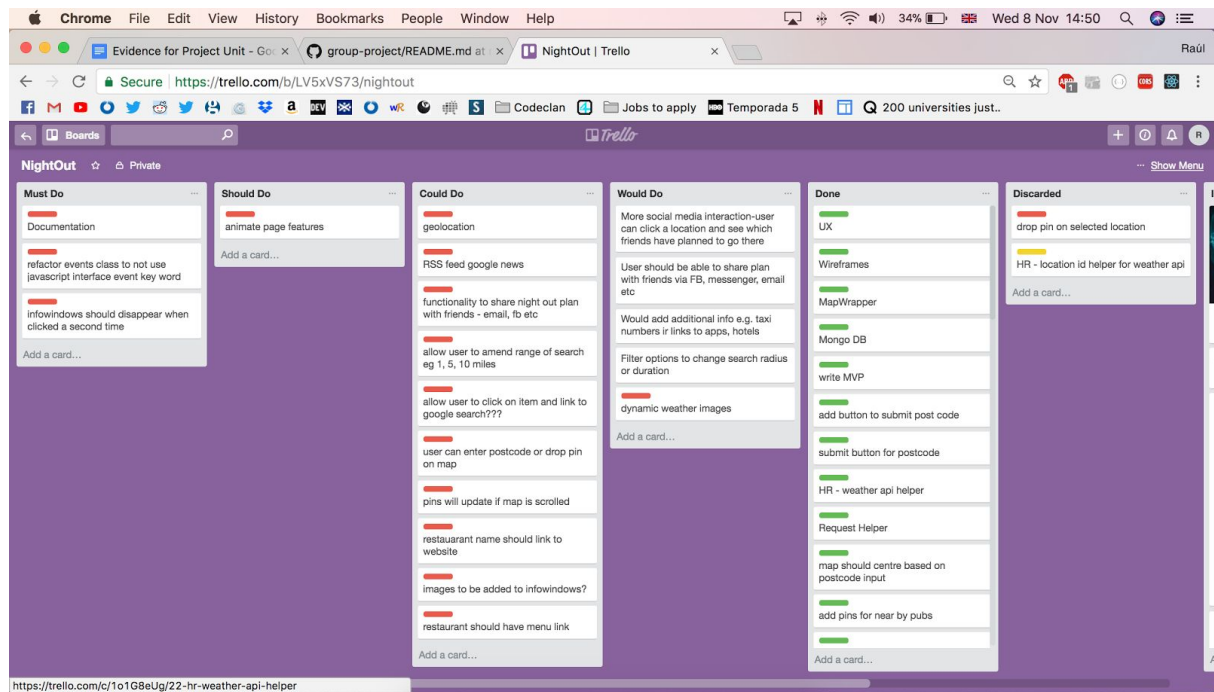 Chrome File Edit View History Bookmarks People Window Help 34% Wed 8 Nov 14:50
Evidence for Project Unit - Goo × group-project/README.md at × NightOut | Trello × Raúl
Secure https://trello.com/b/LV5xVS73/nightout
Codeclan Jobs to apply Temporada 5 200 universities just..
Boards Trello R
NightOut Private ... Show Menu
Must Do
Documentation
refactor events class to not use
javascript interface event key word
infowindows should disappear when
clicked a second time
Add a card...
Should Do
animate page features
Add a card...
Could Do
geolocation
RSS feed google news
functionality to share night out plan
with friends - email, fb etc
allow user to amend range of search
eg 1, 5, 10 miles
allow user to click on item and link to
google search???
user can enter postcode or drop pin
on map
pins will update if map is scrolled
restauarant name should link to
website
images to be added to infowindows?
restaurant should have menu link
Add a card...
Would Do
More social media interaction-user
can click a location and see which
friends have planned to go there
User should be able to share plan
with friends via FB, messenger, email
etc
Would add additional info e.g. taxi
numbers ir links to apps, hotels
Filter options to change search radius
or duration
dynamic weather images
Add a card...
Done
UX
Wireframes
MapWrapper
Mongo DB
write MVP
add button to submit post code
submit button for postcode
HR - weather api helper
Request Helper
map should centre based on
postcode input
add pins for near by pubs
Add a card...
Discarded
drop pin on selected location
HR - location id helper for weather api
Add a card...
https://trello.com/c/1o1G8eUg/22-hr-weather-api-helper